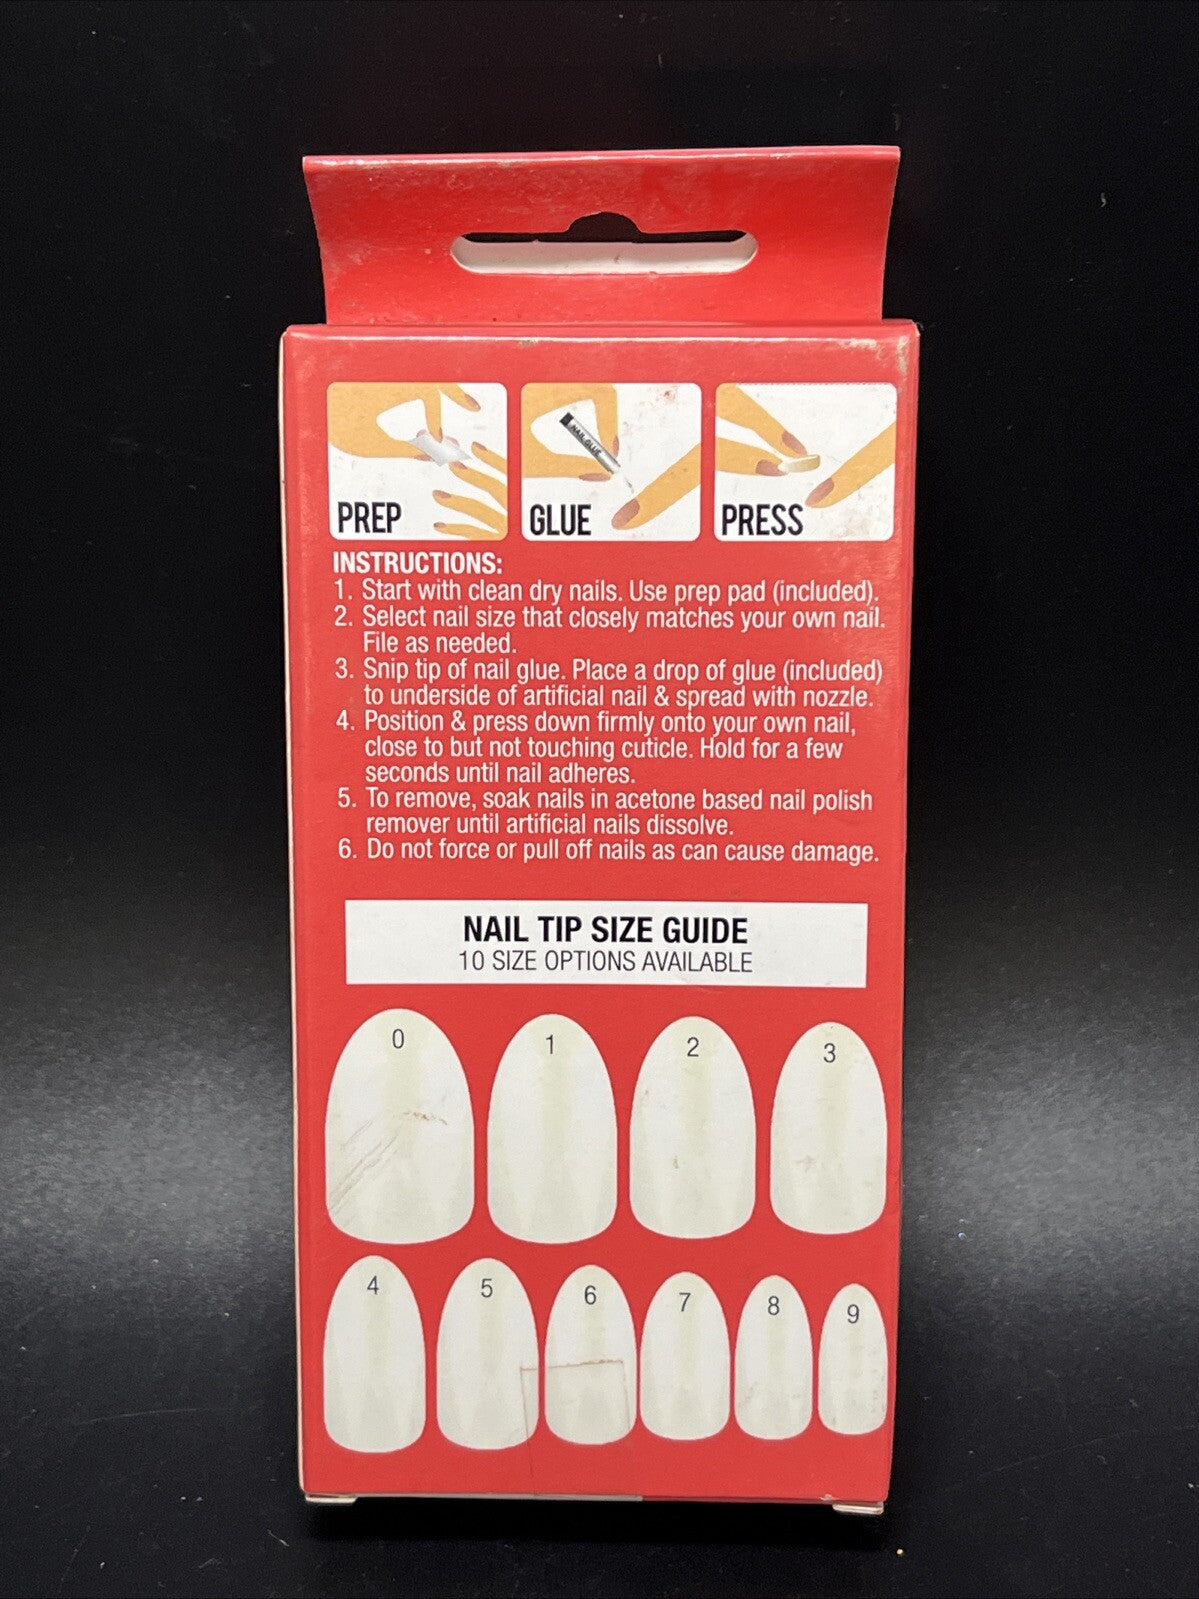 NAIL GLUE
PREP
GLUE
PRESS
INSTRUCTIONS:
1. Start with clean dry nails. Use prep pad (included).
2. Select nail size that closely matches your own nail.
File as needed.
3. Snip tip of nail glue. Place a drop of glue (included)
to underside of artificial nail & spread with nozzle.
4. Position & press down firmly onto your own nail,
close to but not touching cuticle. Hold for a few
seconds until nail adheres.
5. To remove, soak nails in acetone based nail polish
remover until artificial nails dissolve.
6. Do not force or pull off nails as can cause damage.
NAIL TIP SIZE GUIDE
10 SIZE OPTIONS AVAILABLE
0 1 2 3
4 5 6 7 8 9